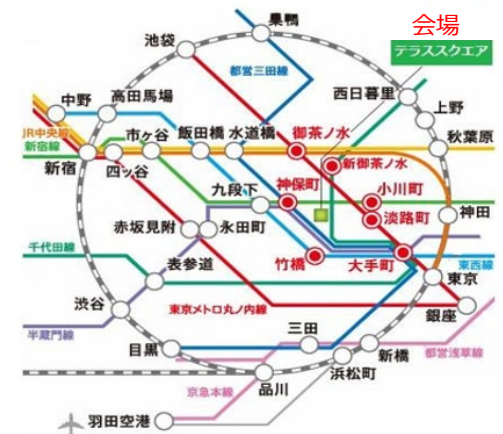 会場
テラススクエア
巣鴨
池袋
都営三田線
西日暮里
中野
高田馬場
上野
JR中央線
新宿線
市ヶ谷
飯田橋
水道橋
御茶ノ水
秋葉原
新宿
四ッ谷
新御茶ノ水
九段下
神保町
小川町
淡路町
神田
赤坂見附
永田町
千代田線
竹橋
大手町
東西線
表参道
東京
渋谷
東京メトロ丸ノ内線
銀座
半蔵門線
三田
目黒
新橋
都営浅草線
浜松町
京急本線
品川
羽田空港